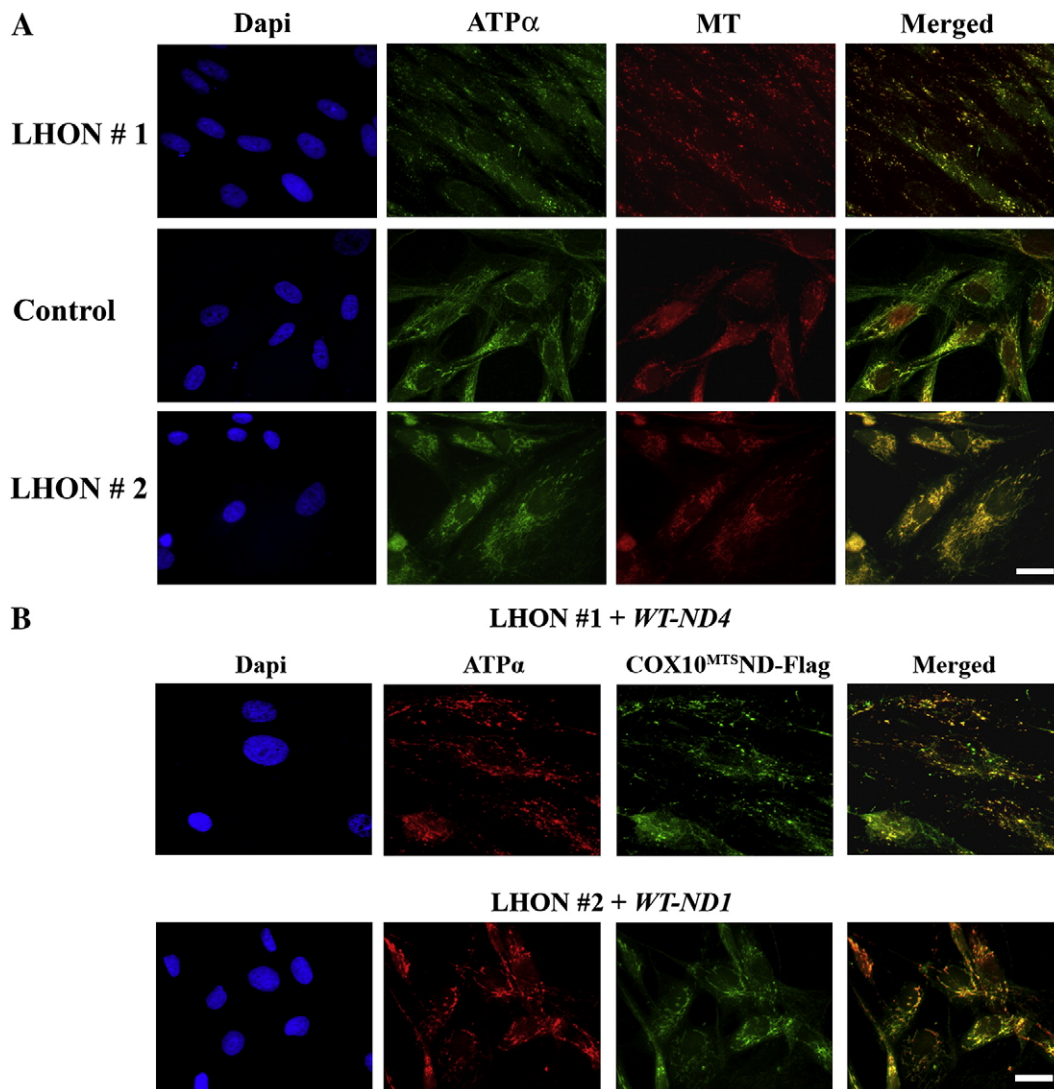 A
Dapi ATPα MT Merged
LHON # 1
Control
LHON # 2
B
LHON #1 + WT-ND4
Dapi ATPα COX10ᴹᵀˢND-Flag Merged
LHON #2 + WT-ND1